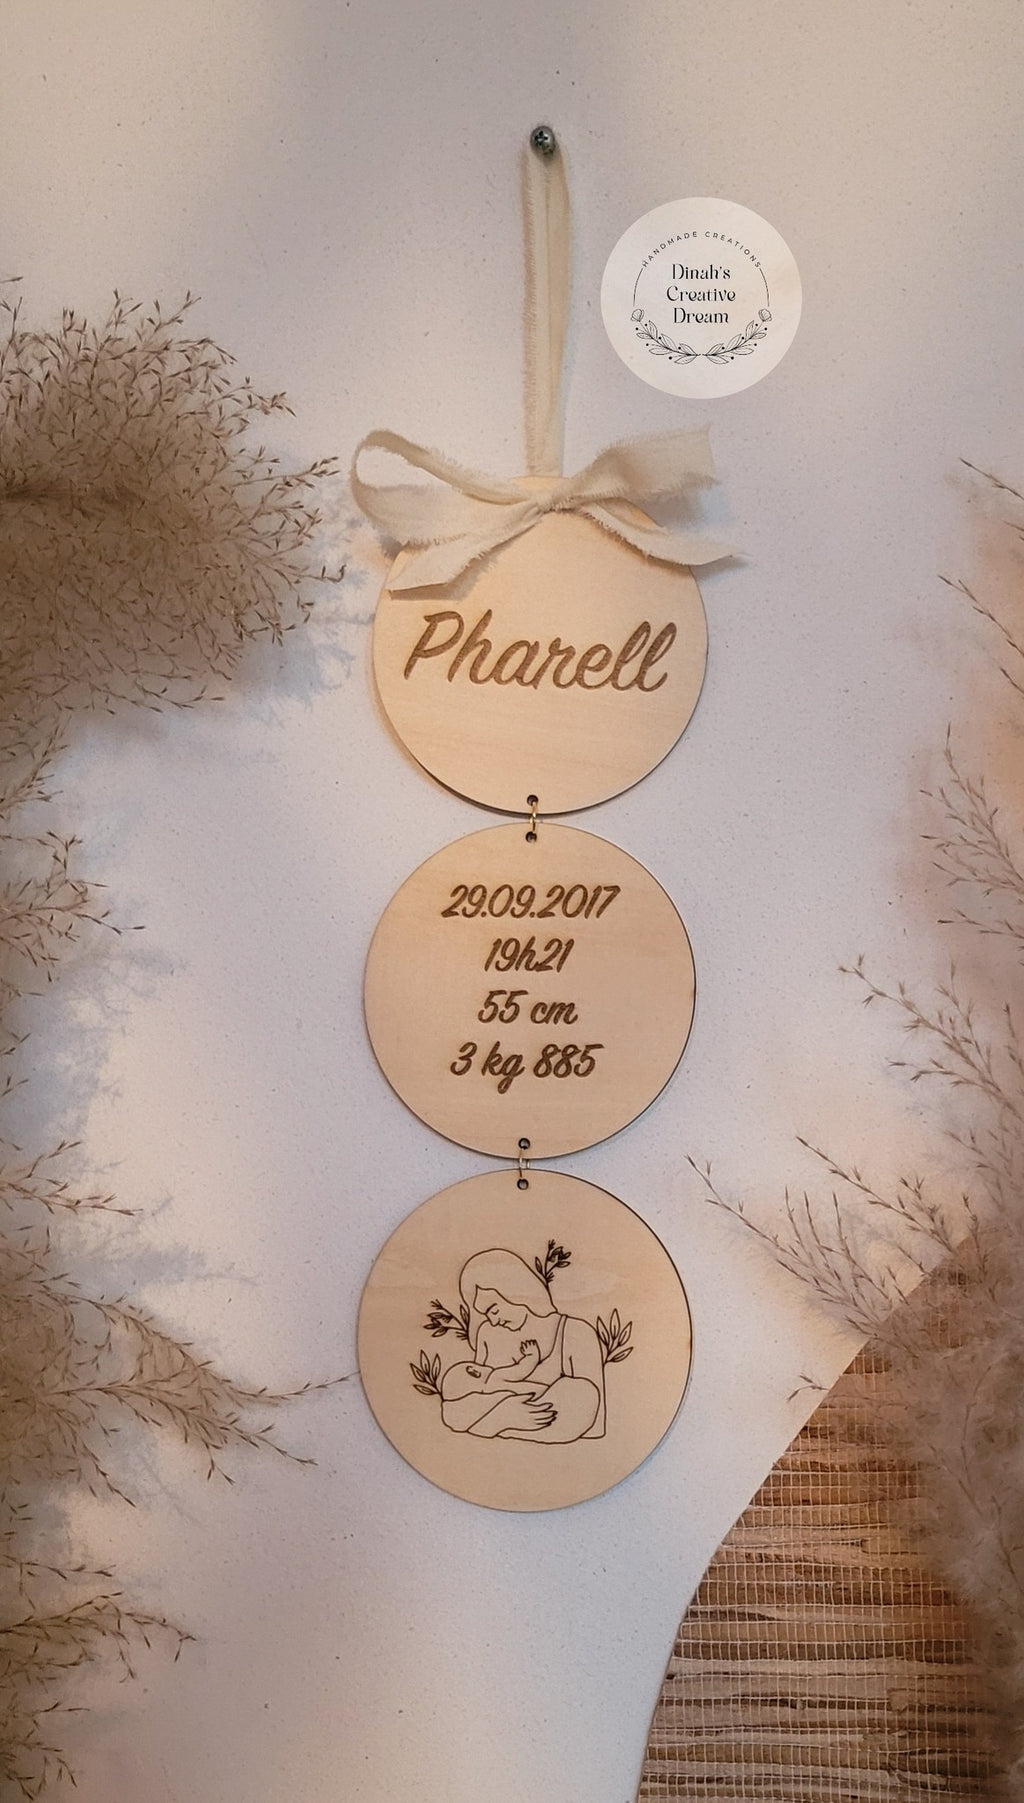 HANDMADE CREATIONS
Dinah's
Creative
Dream
Pharell
29.09.2017
19h21
55 cm
3 kg 885